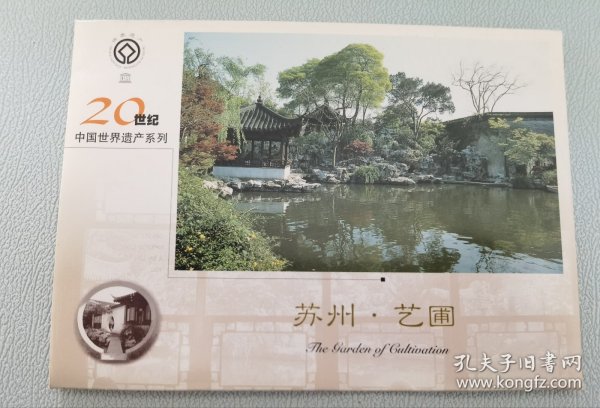 20世纪
中国世界遗产系列
苏州·艺圃
The Garden of Cultivation
孔夫子旧书网
www.kongfz.com